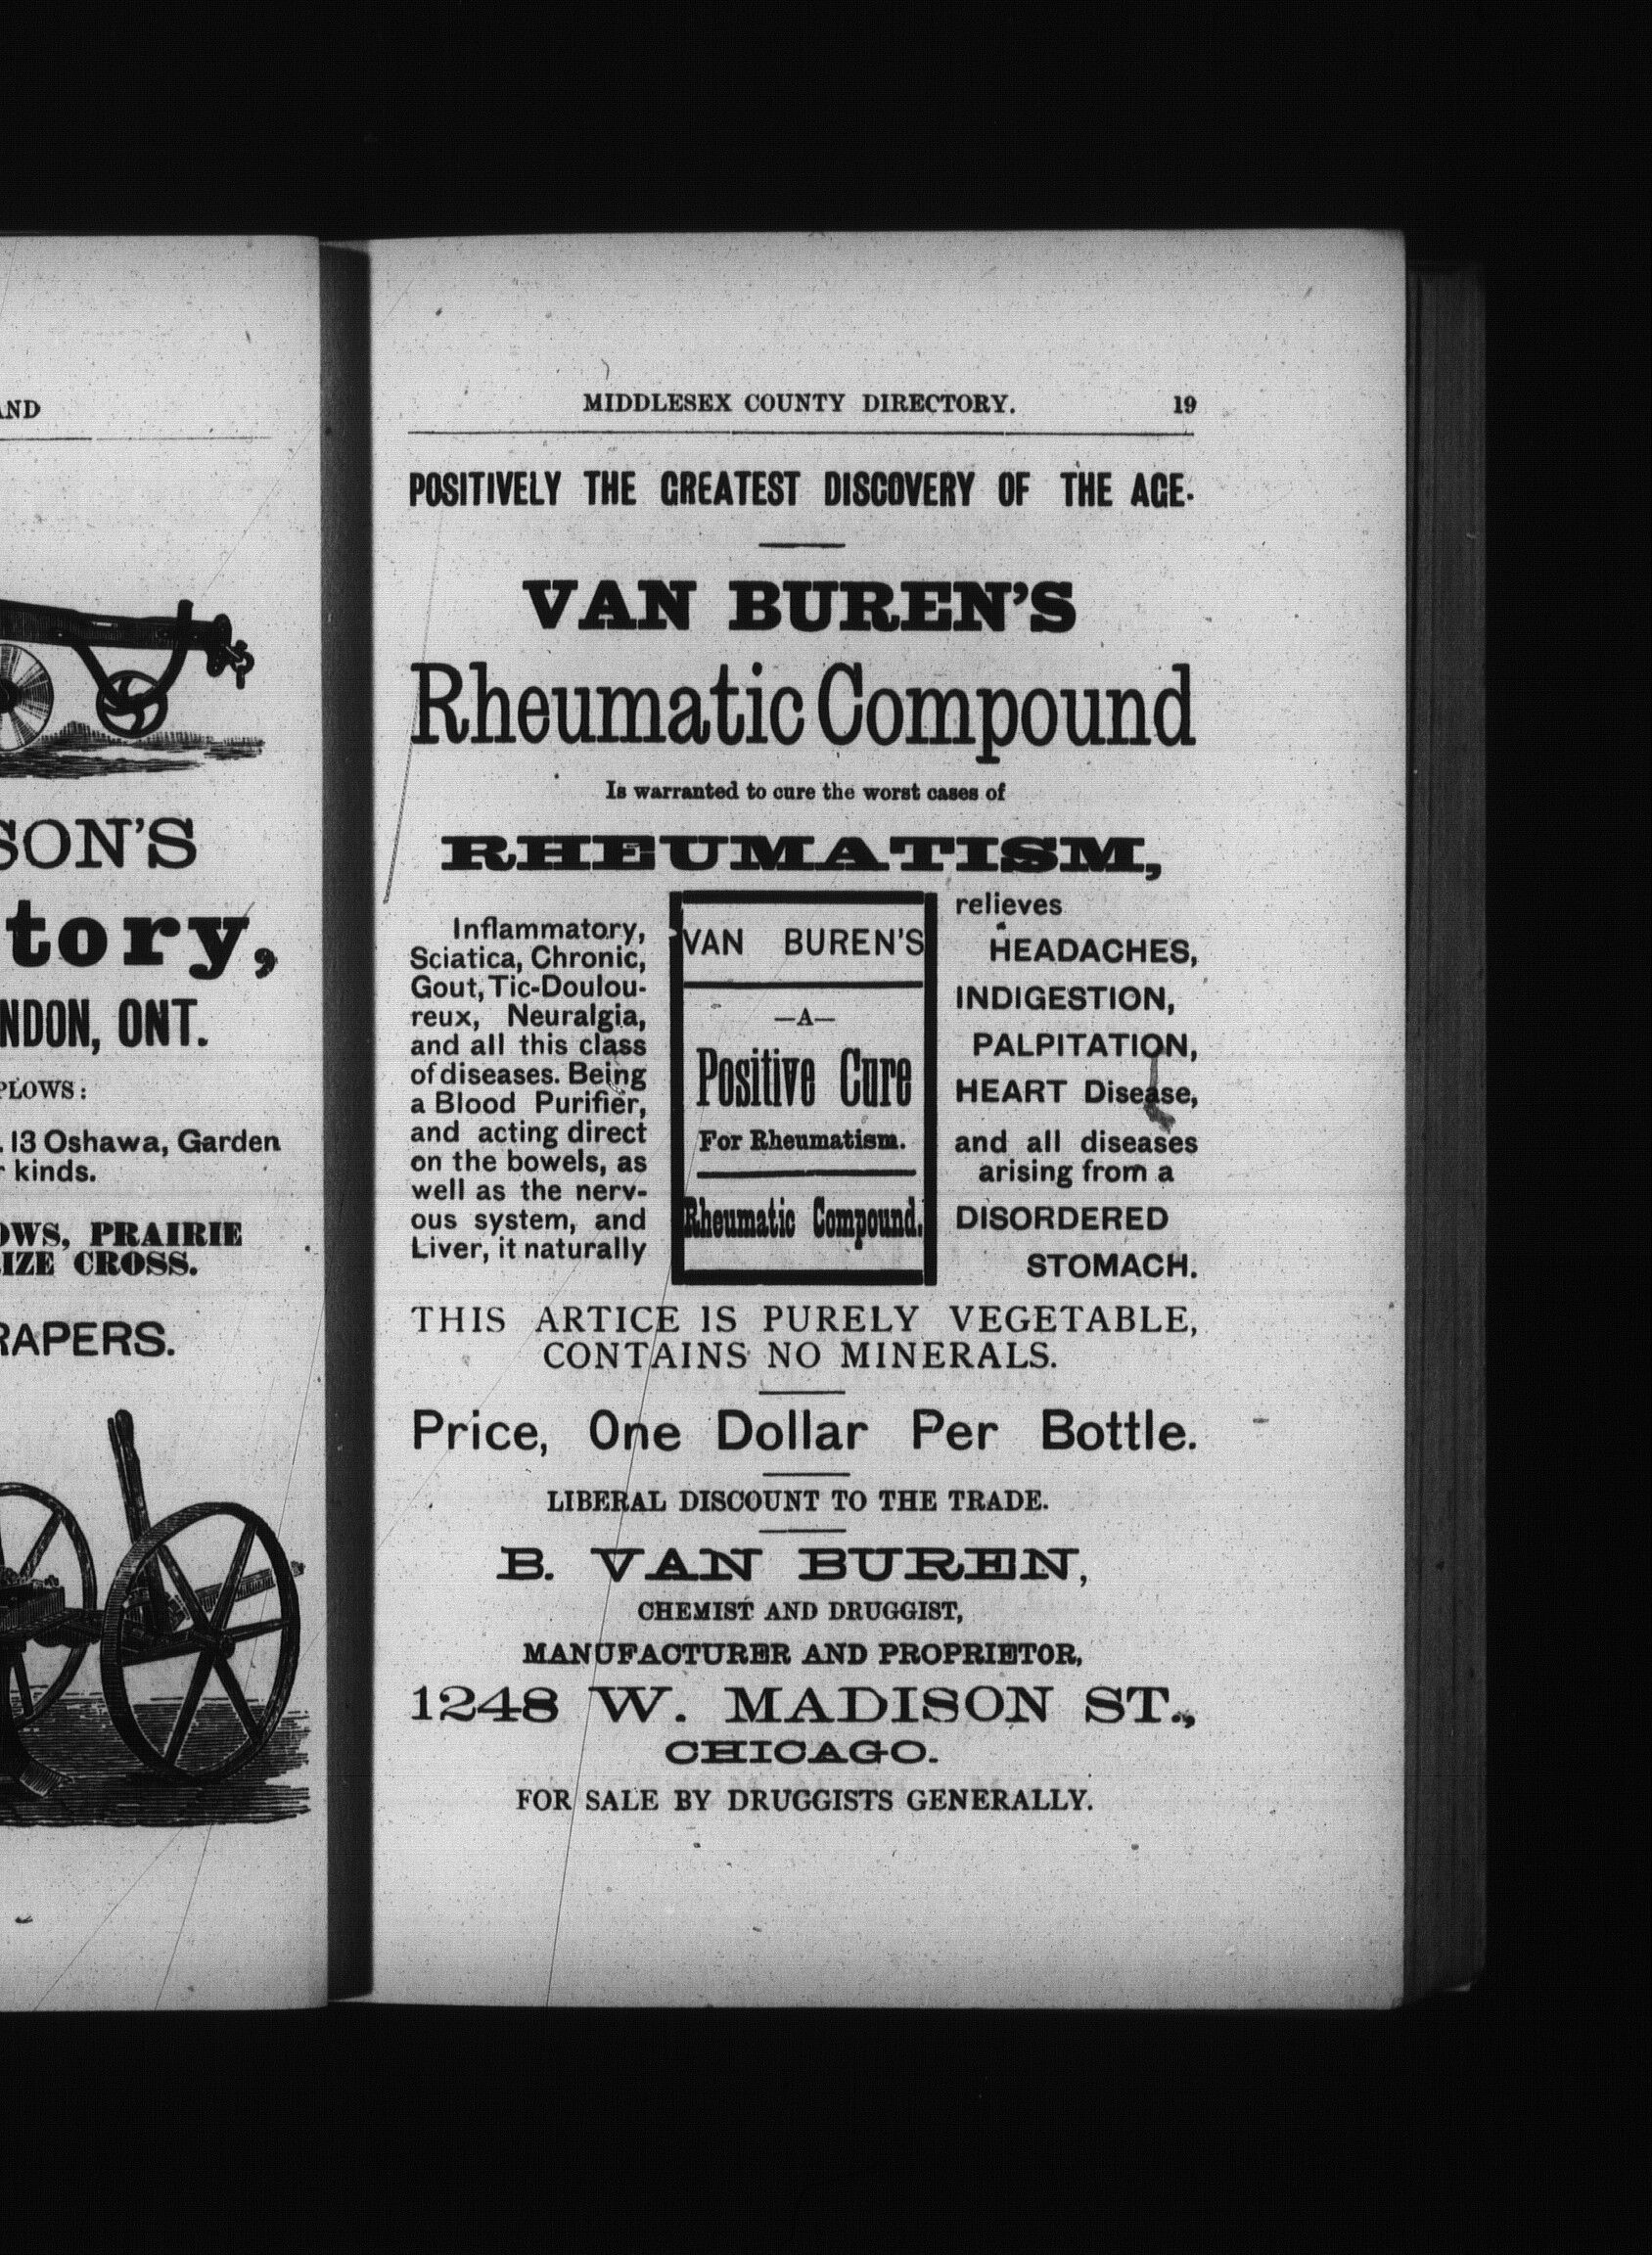 AND
SON'S
tory,
NDON, ONT.
PLOWS:
13 Oshawa, Garden
kinds.
OWS, PRAIRIE
IZE CROSS.
RAPERS.
MIDDLESEX COUNTY DIRECTORY. 19
POSITIVELY THE GREATEST DISCOVERY OF THE AGE.
VAN BUREN'S
Rheumatic Compound
Is warranted to cure the worst cases of
RHEUMATISM,
Inflammatory,
Sciatica, Chronic,
Gout, Tic-Doulou-
reux, Neuralgia,
and all this class
of diseases. Being
a Blood Purifier,
and acting direct
on the bowels, as
well as the nerv-
ous system, and
Liver, it naturally
VAN BUREN'S
—A—
Positive Cure
For Rheumatism.
Rheumatic Compound.
relieves
HEADACHES,
INDIGESTION,
PALPITATION,
HEART Disease,
and all diseases
arising from a
DISORDERED
STOMACH.
THIS ARTICE IS PURELY VEGETABLE,
CONTAINS NO MINERALS.
Price, One Dollar Per Bottle.
LIBERAL DISCOUNT TO THE TRADE.
B. VAN BUREN,
CHEMIST AND DRUGGIST,
MANUFACTURER AND PROPRIETOR,
1248 W. MADISON ST.,
CHICAGO.
FOR SALE BY DRUGGISTS GENERALLY.